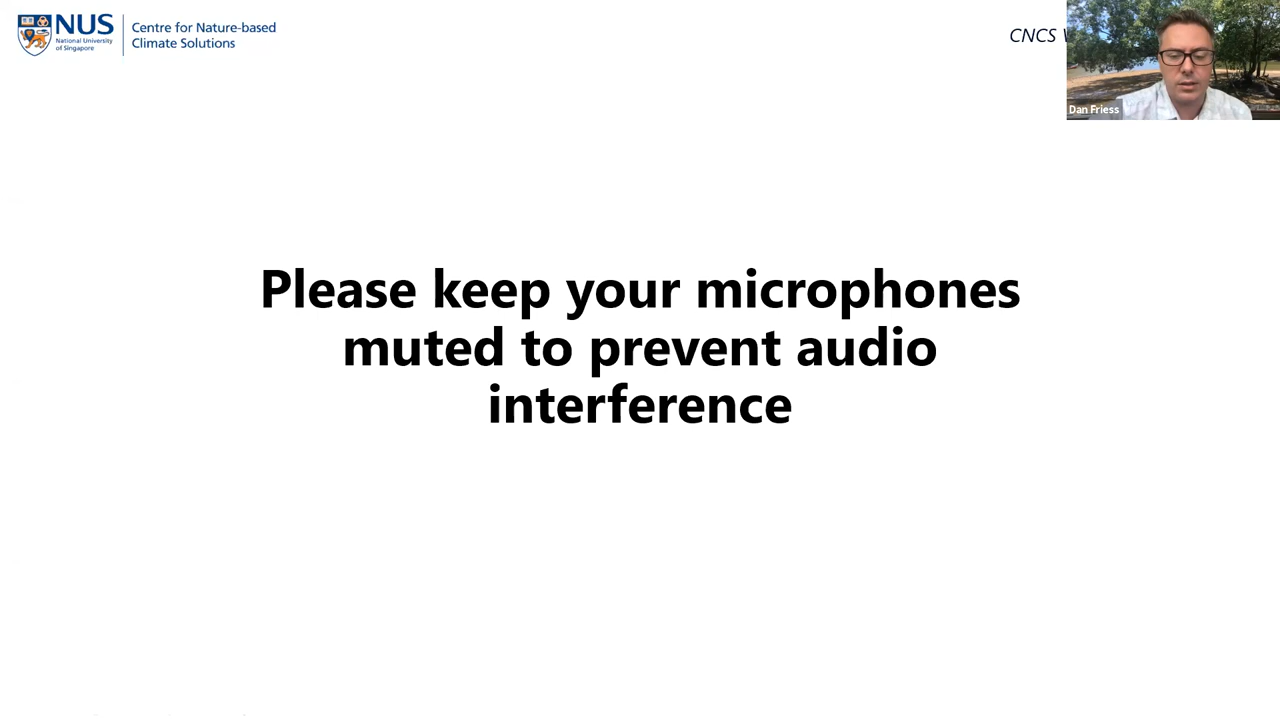 NUS
National University
of Singapore
Centre for Nature-based
Climate Solutions
CNCS
Dan Friess
Please keep your microphones
muted to prevent audio
interference